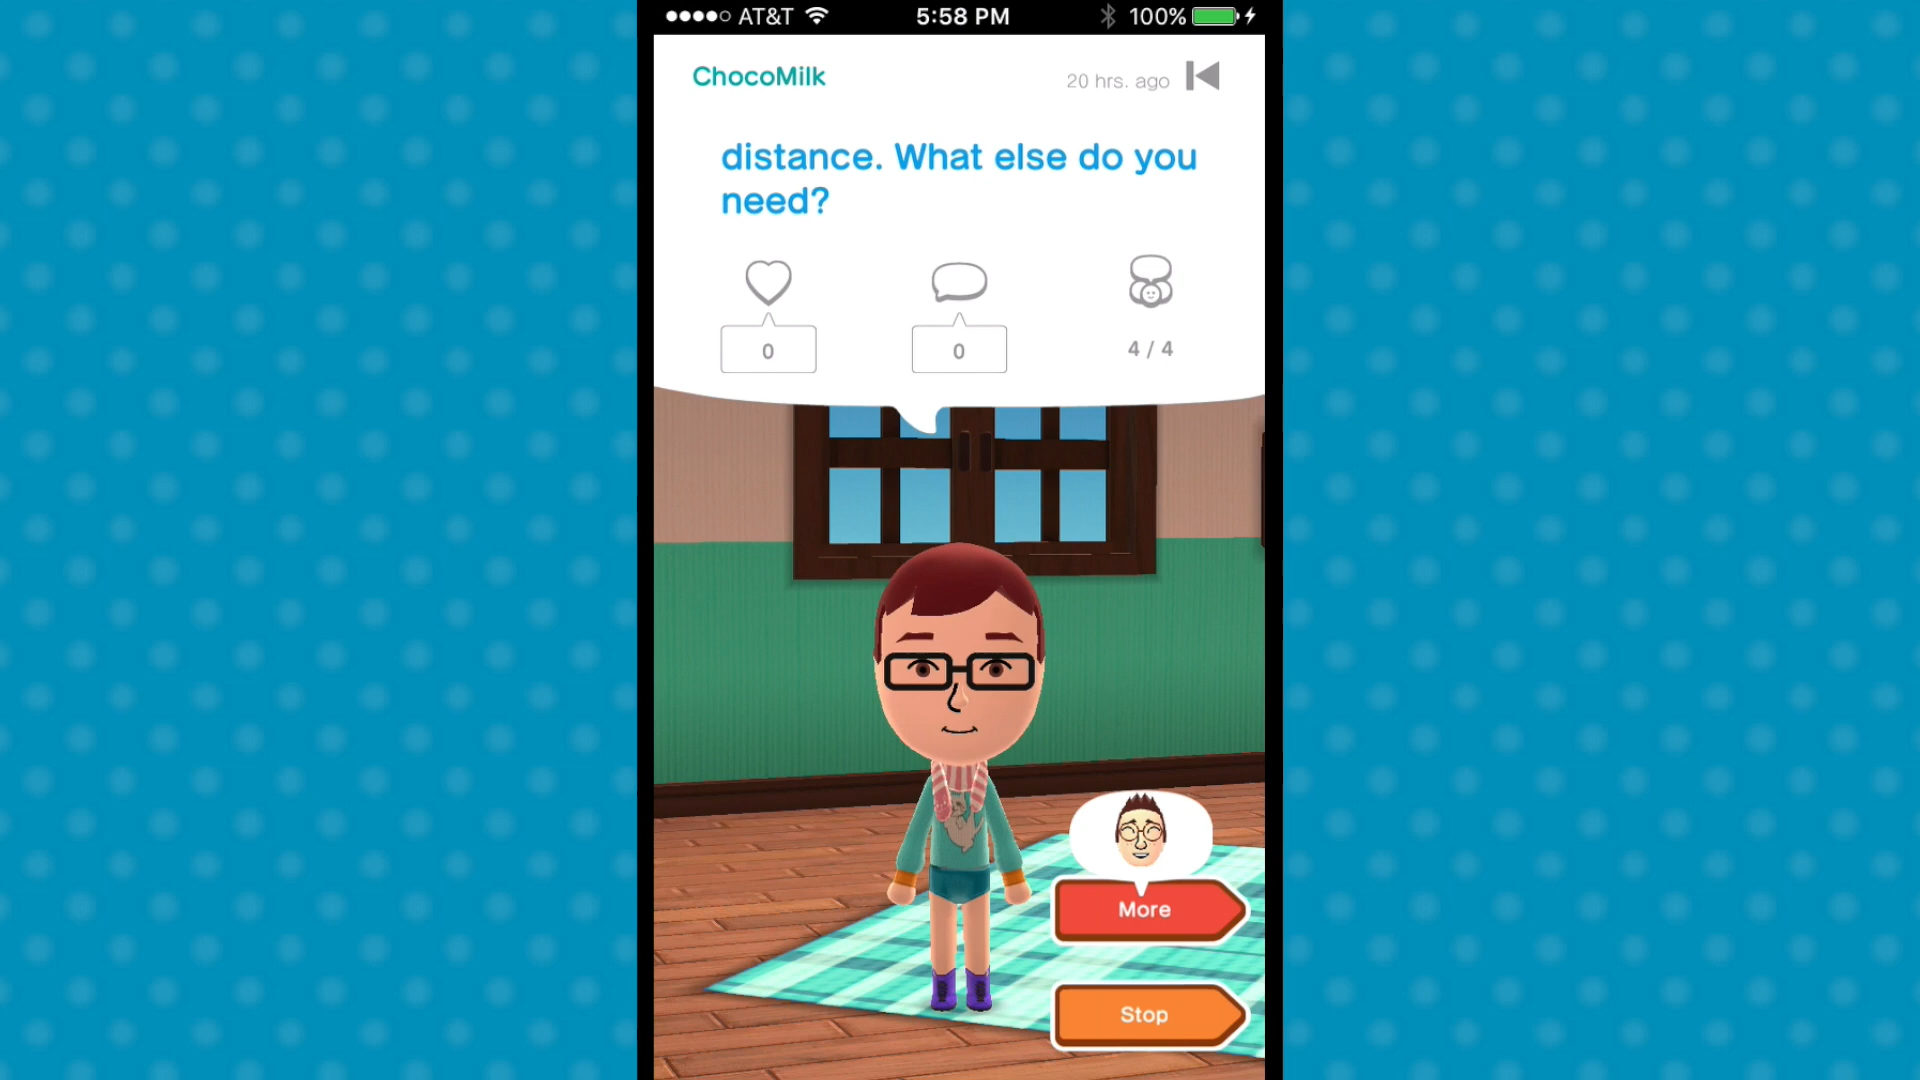 AT&T 5:58 PM 100%
ChocoMilk 20 hrs. ago
distance. What else do you
need?
0 0 4 / 4
More
Stop